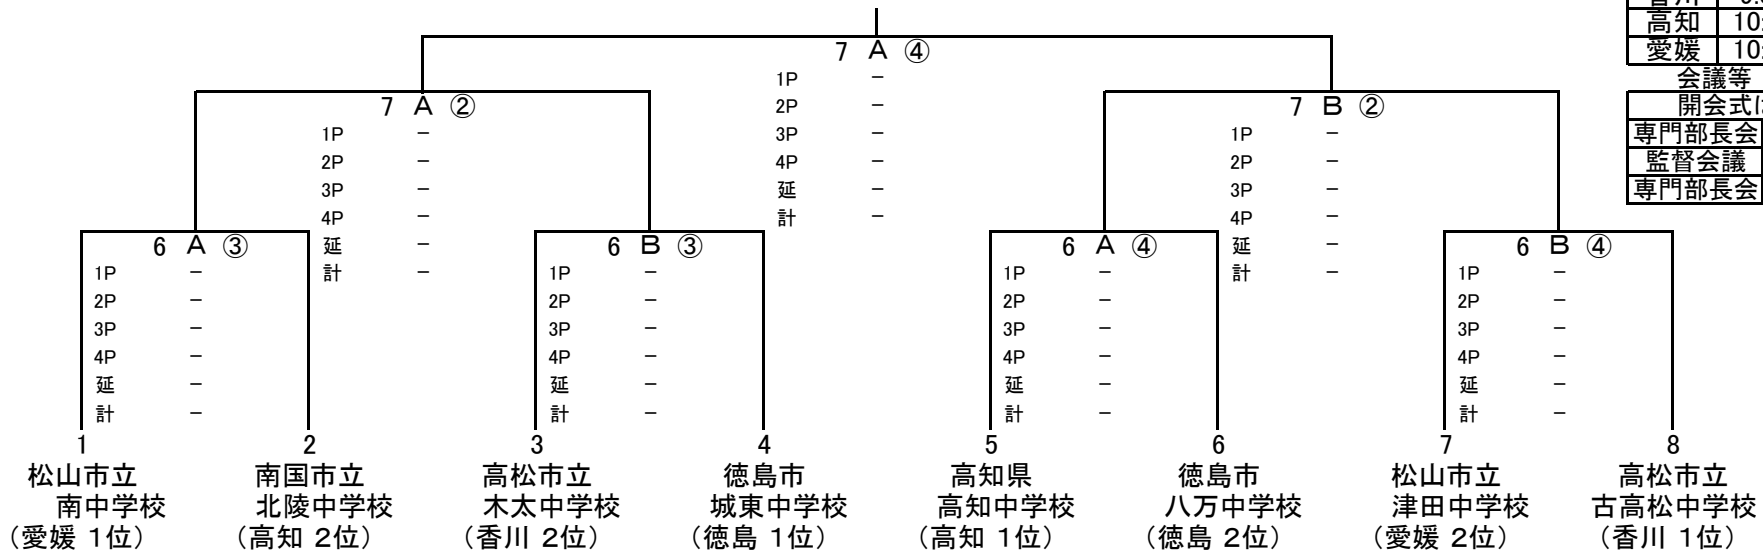 7 A ④
1P －
2P －
3P －
4P －
延 －
計 －
7 A ②
1P －
2P －
3P －
4P －
延 －
計 －
7 B ②
1P －
2P －
3P －
4P －
延 －
計 －
6 A ③
1P －
2P －
3P －
4P －
延 －
計 －
6 B ③
1P －
2P －
3P －
4P －
延 －
計 －
6 A ④
1P －
2P －
3P －
4P －
延 －
計 －
6 B ④
1P －
2P －
3P －
4P －
延 －
計 －
1
松山市立
南中学校
（愛媛 1位）
2
南国市立
北陵中学校
（高知 2位）
3
高松市立
木太中学校
（香川 2位）
4
徳島市
城東中学校
（徳島 1位）
5
高知県
高知中学校
（高知 1位）
6
徳島市
八万中学校
（徳島 2位）
7
松山市立
津田中学校
（愛媛 2位）
8
高松市立
古高松中学校
（香川 1位）
高知 10
愛媛 10
会議等
開会式
専門部長会
監督会議
専門部長会